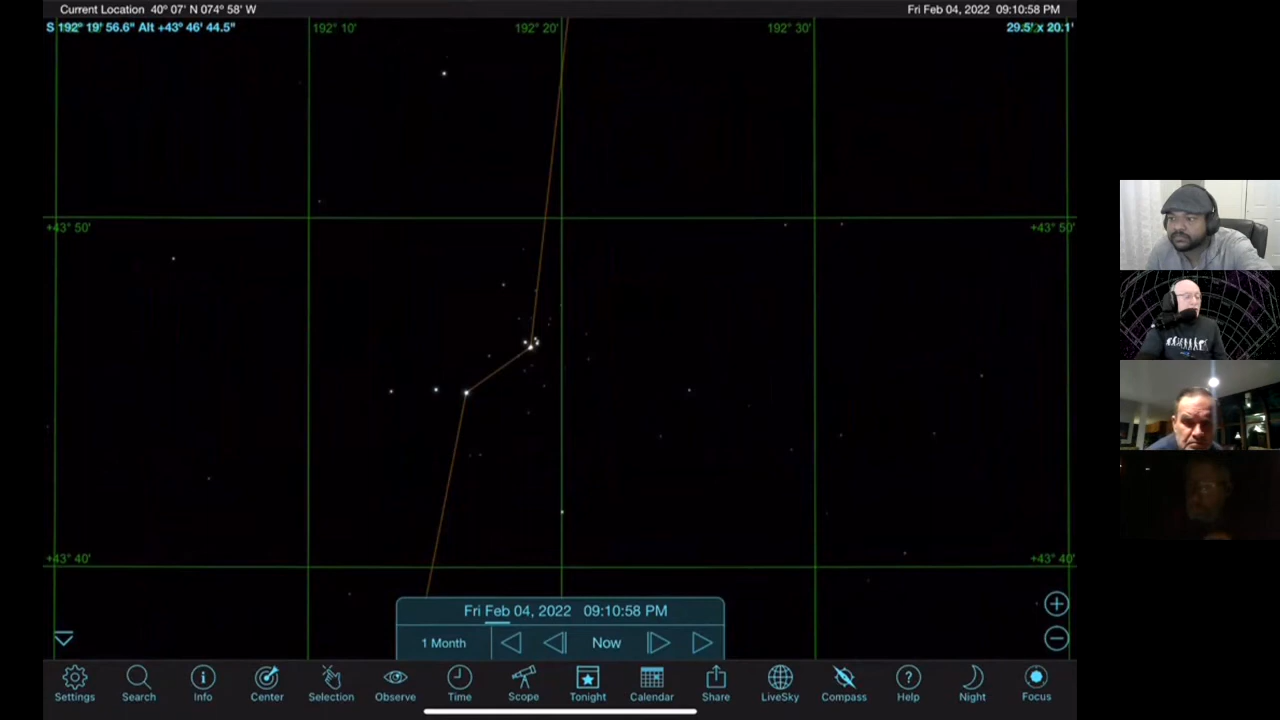 Current Location 40° 07' N 074° 58' W
Fri Feb 04, 2022 09:10:58 PM
S 192° 19' 56.6" Alt +43° 46' 44.5"
192° 10'
192° 20'
192° 30'
29.5' x 20.1'
+43° 50'
+43° 50'
+43° 40'
+43° 40'
Fri Feb 04, 2022 09:10:58 PM
1 Month
Now
Settings
Search
Info
Center
Selection
Observe
Time
Scope
Tonight
Calendar
Share
LiveSky
Compass
Help
Night
Focus